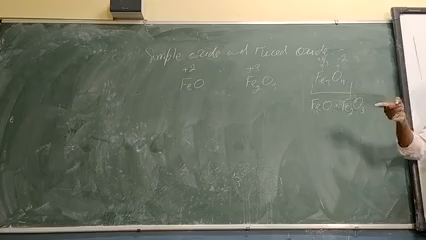 Simple oxide and Mixed oxide
+2 +3
FeO Fe₂O₃ Fe₃O₄
FeO · Fe₂O₃